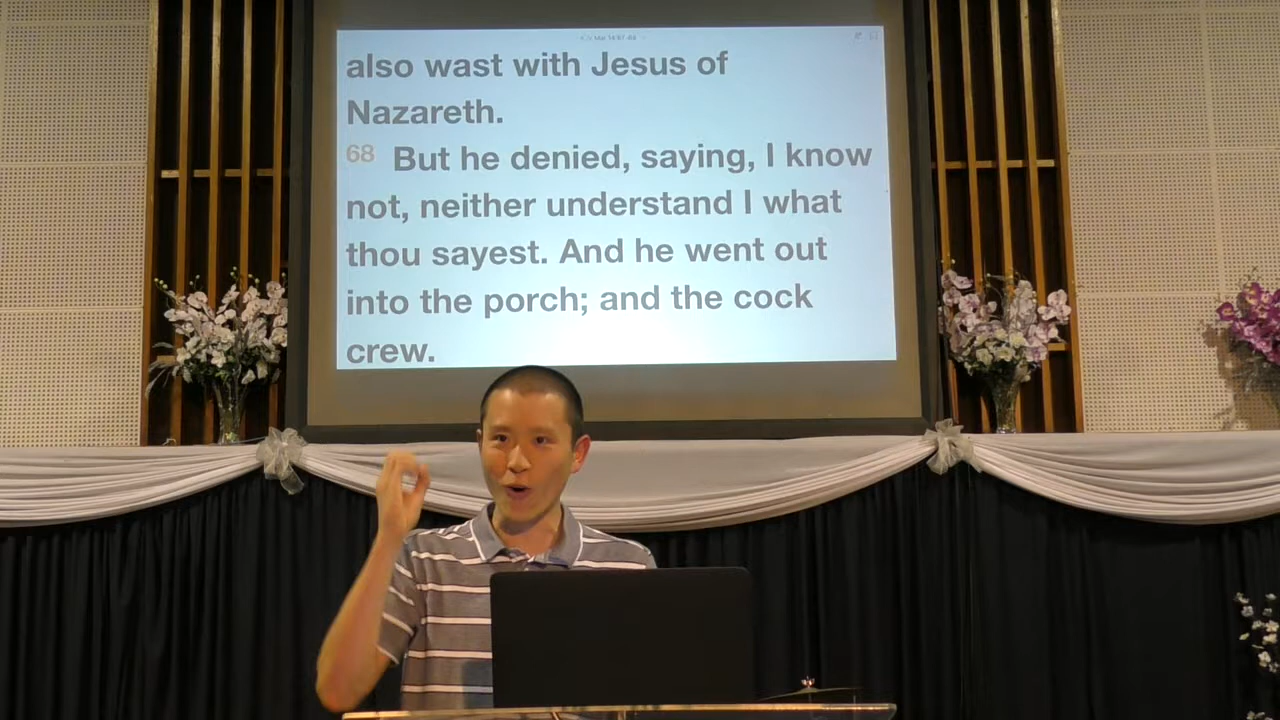 also wast with Jesus of
Nazareth.
68 But he denied, saying, I know
not, neither understand I what
thou sayest. And he went out
into the porch; and the cock
crew.